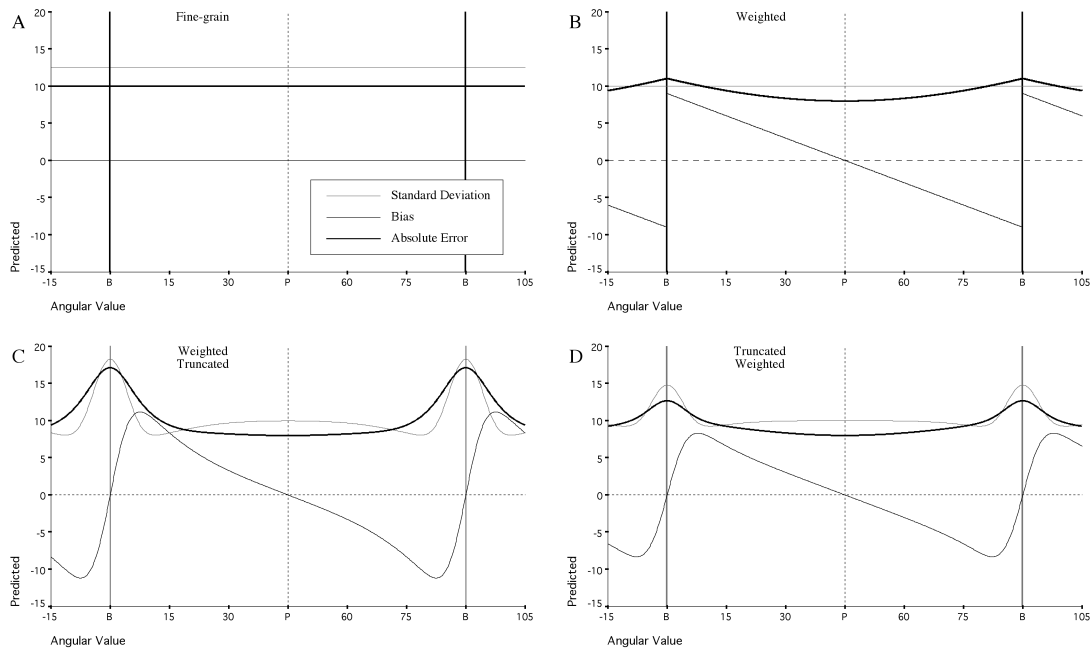 A
Fine-grain
20
15
10
5
0
-5
-10
-15
Predicted
Standard Deviation
Bias
Absolute Error
-15 B 15 30 P 60 75 B 105
Angular Value
B
Weighted
20
15
10
5
0
-5
-10
-15
Predicted
-15 B 15 30 P 60 75 B 105
Angular Value
C
Weighted
Truncated
20
15
10
5
0
-5
-10
-15
Predicted
-15 B 15 30 P 60 75 B 105
Angular Value
D
Truncated
Weighted
20
15
10
5
0
-5
-10
-15
Predicted
-15 B 15 30 P 60 75 B 105
Angular Value